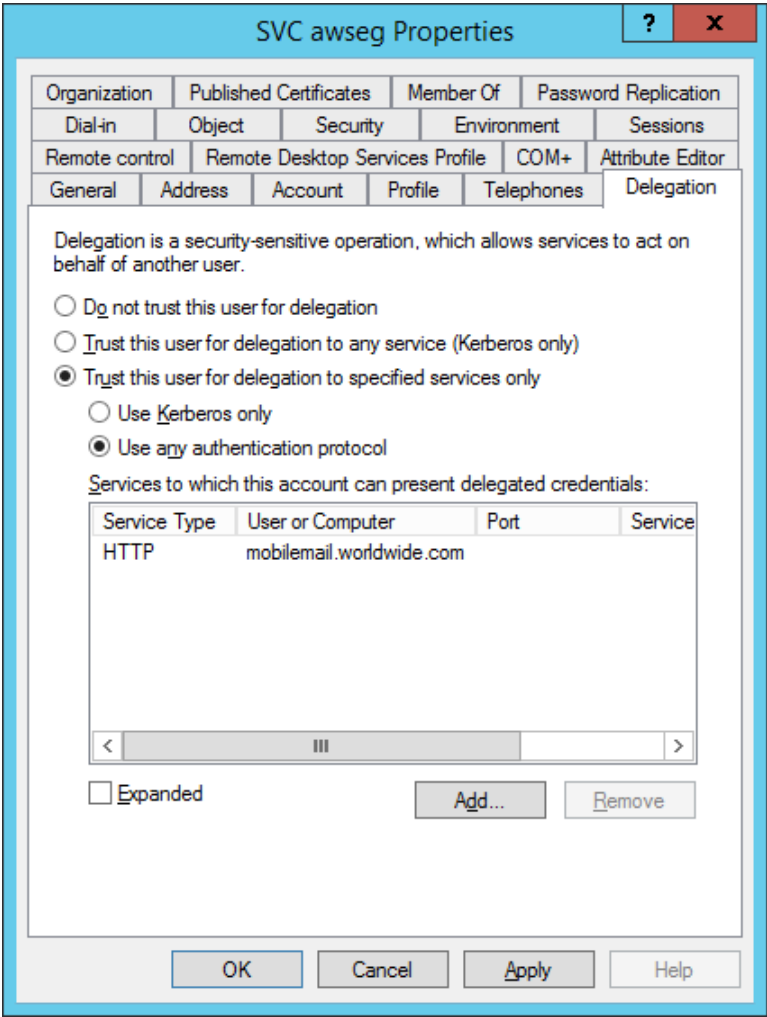 SVC awseg Properties
? x
Organization Published Certificates Member Of Password Replication
Dial-in Object Security Environment Sessions
Remote control Remote Desktop Services Profile COM+ Attribute Editor
General Address Account Profile Telephones Delegation
Delegation is a security-sensitive operation, which allows services to act on
behalf of another user.
Do not trust this user for delegation
Trust this user for delegation to any service (Kerberos only)
Trust this user for delegation to specified services only
Use Kerberos only
Use any authentication protocol
Services to which this account can present delegated credentials:
Service Type User or Computer Port Service
HTTP mobilemail.worldwide.com
Expanded Add... Remove
OK Cancel Apply Help